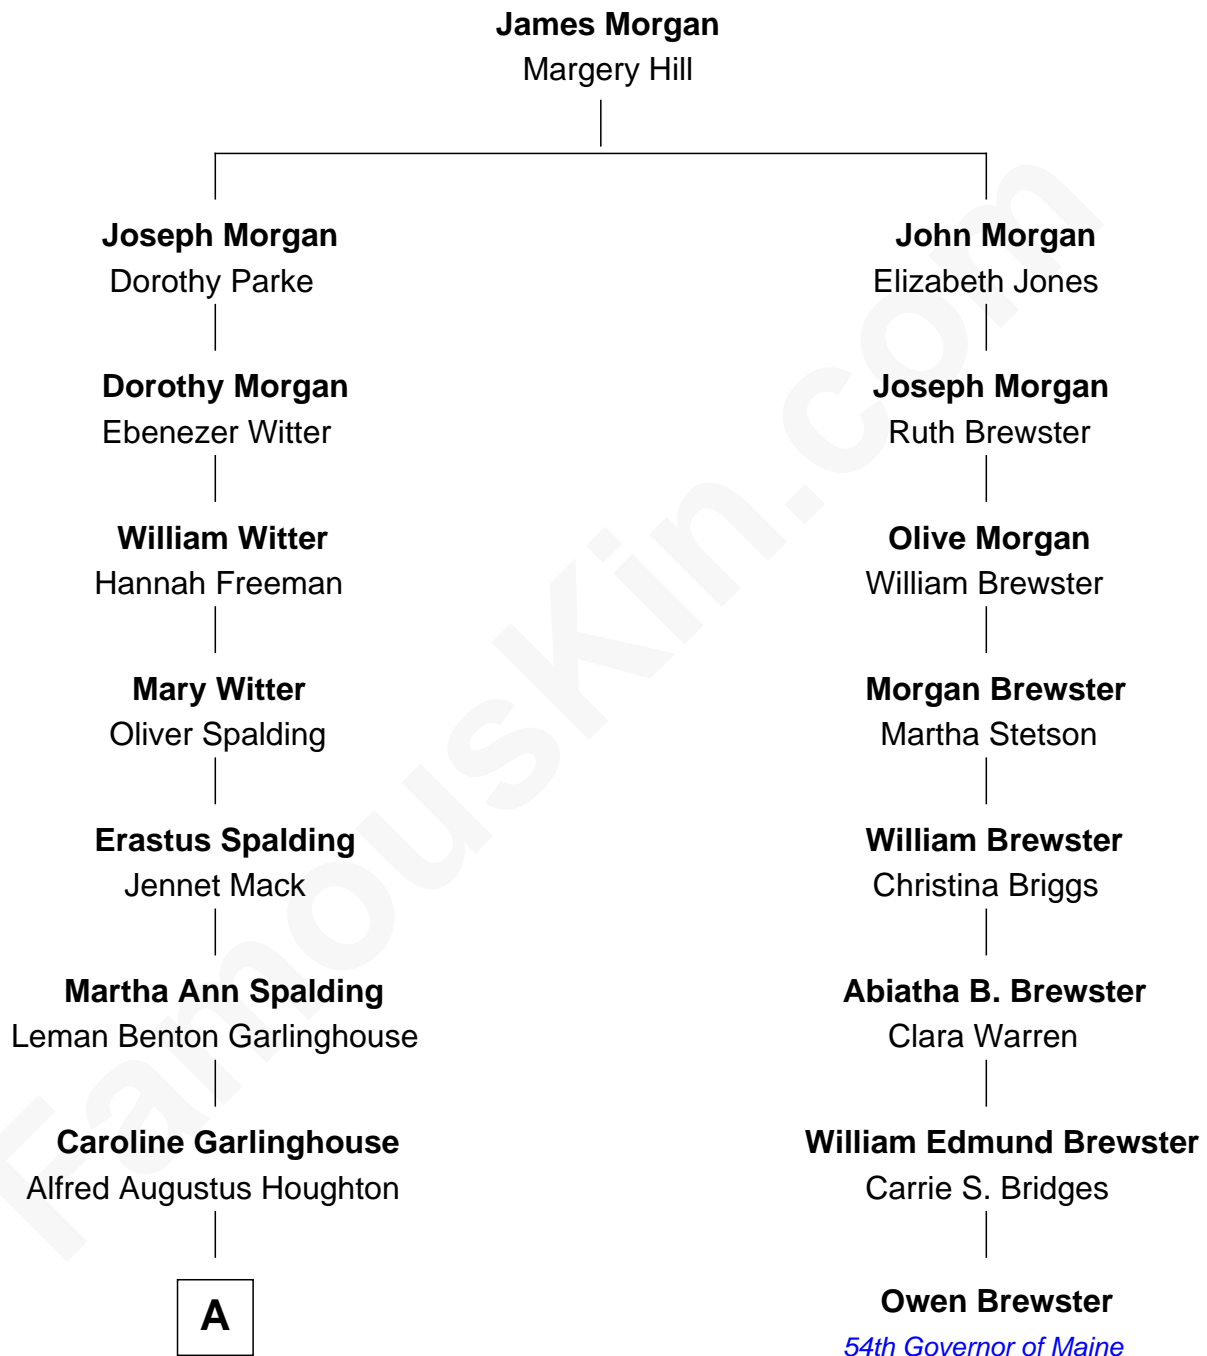 James Morgan
Margery Hill
Joseph Morgan
Dorothy Parke
Dorothy Morgan
Ebenezer Witter
William Witter
Hannah Freeman
Mary Witter
Oliver Spalding
Erastus Spalding
Jennet Mack
Martha Ann Spalding
Leman Benton Garlinghouse
Caroline Garlinghouse
Alfred Augustus Houghton
A
John Morgan
Elizabeth Jones
Joseph Morgan
Ruth Brewster
Olive Morgan
William Brewster
Morgan Brewster
Martha Stetson
William Brewster
Christina Briggs
Abiatha B. Brewster
Clara Warren
William Edmund Brewster
Carrie S. Bridges
Owen Brewster
54th Governor of Maine
FamousKin.com